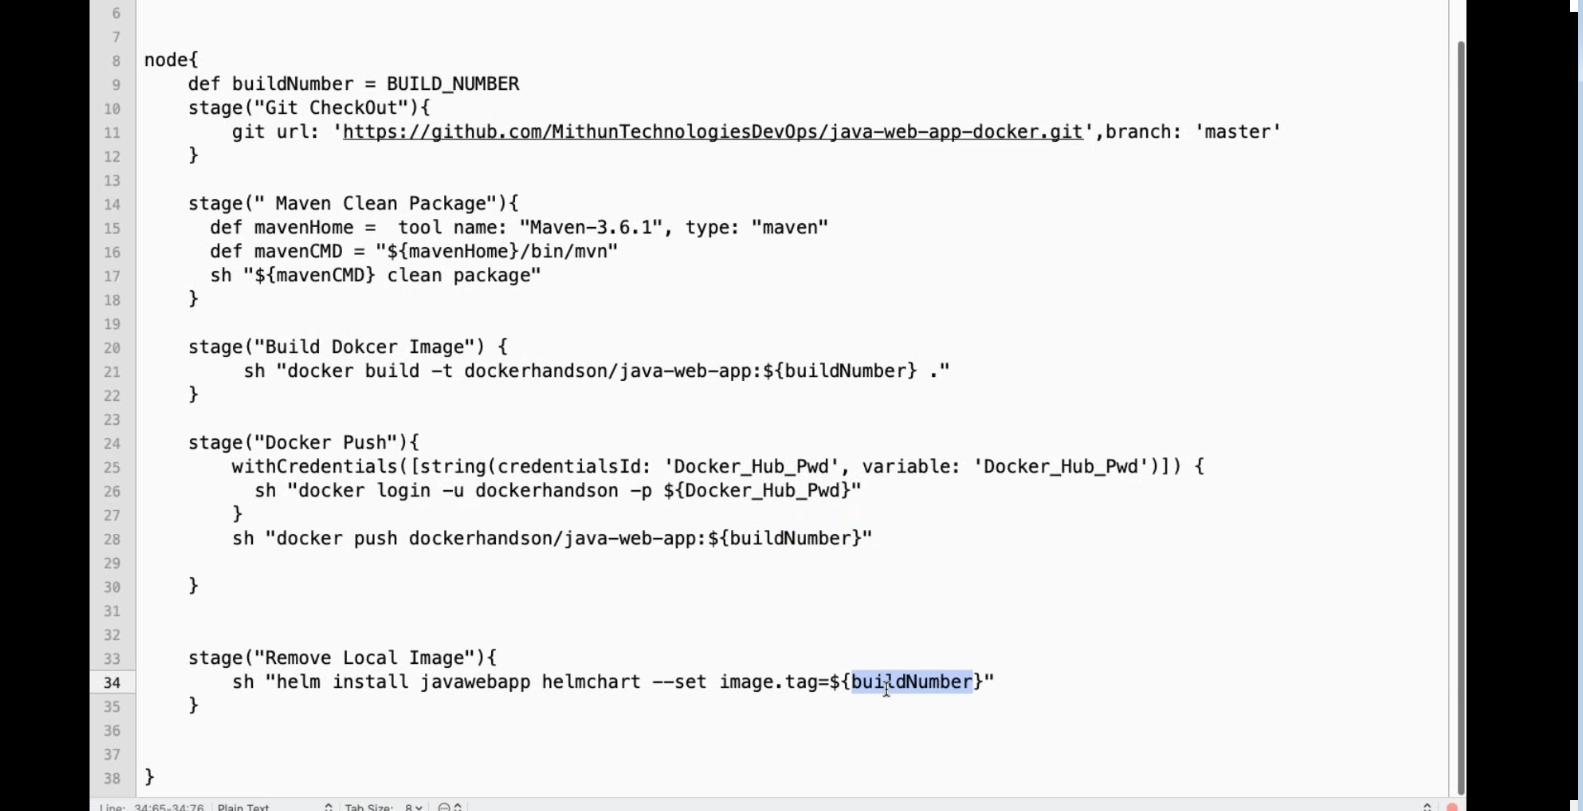 6
7
8 node{
9 def buildNumber = BUILD_NUMBER
10 stage("Git CheckOut"){
11 git url: 'https://github.com/MithunTechnologiesDevOps/java-web-app-docker.git',branch: 'master'
12 }
13
14 stage(" Maven Clean Package"){
15 def mavenHome =  tool name: "Maven-3.6.1", type: "maven"
16 def mavenCMD = "${mavenHome}/bin/mvn"
17 sh "${mavenCMD} clean package"
18 }
19
20 stage("Build Dokcer Image") {
21 sh "docker build -t dockerhandson/java-web-app:${buildNumber} ."
22 }
23
24 stage("Docker Push"){
25 withCredentials([string(credentialsId: 'Docker_Hub_Pwd', variable: 'Docker_Hub_Pwd')]) {
26 sh "docker login -u dockerhandson -p ${Docker_Hub_Pwd}"
27 }
28 sh "docker push dockerhandson/java-web-app:${buildNumber}"
29
30 }
31
32
33 stage("Remove Local Image"){
34 sh "helm install javawebapp helmchart --set image.tag=${buildNumber}"
35 }
36
37
38 }
Line: 34:65-34:76 Plain Text Tab Size: 8